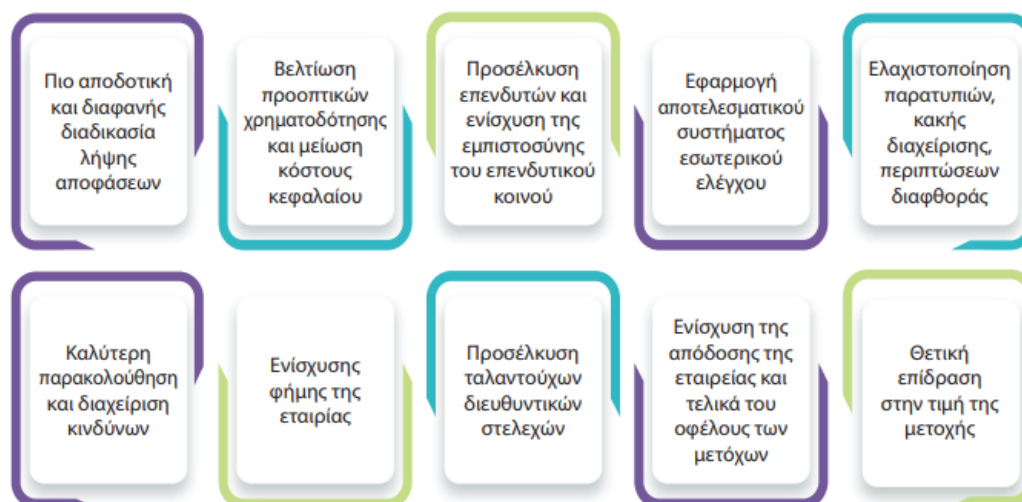 Πιο αποδοτική
και διαφανής
διαδικασία
λήψης
αποφάσεων
Βελτίωση
προοπτικών
χρηματοδότησης
και μείωση
κόστους
κεφαλαίου
Προσέλκυση
επενδυτών και
ενίσχυση της
εμπιστοσύνης
του επενδυτικού
κοινού
Εφαρμογή
αποτελεσματικού
συστήματος
εσωτερικού
ελέγχου
Ελαχιστοποίηση
παρατυπιών,
κακής
διαχείρισης,
περιπτώσεων
διαφθοράς
Καλύτερη
παρακολούθηση
και διαχείριση
κινδύνων
Ενίσχυσης
φήμης της
εταιρίας
Προσέλκυση
ταλαντούχων
διευθυντικών
στελεχών
Ενίσχυση της
απόδοσης της
εταιρείας και
τελικά του
οφέλους των
μετόχων
Θετική
επίδραση
στην τιμή της
μετοχής